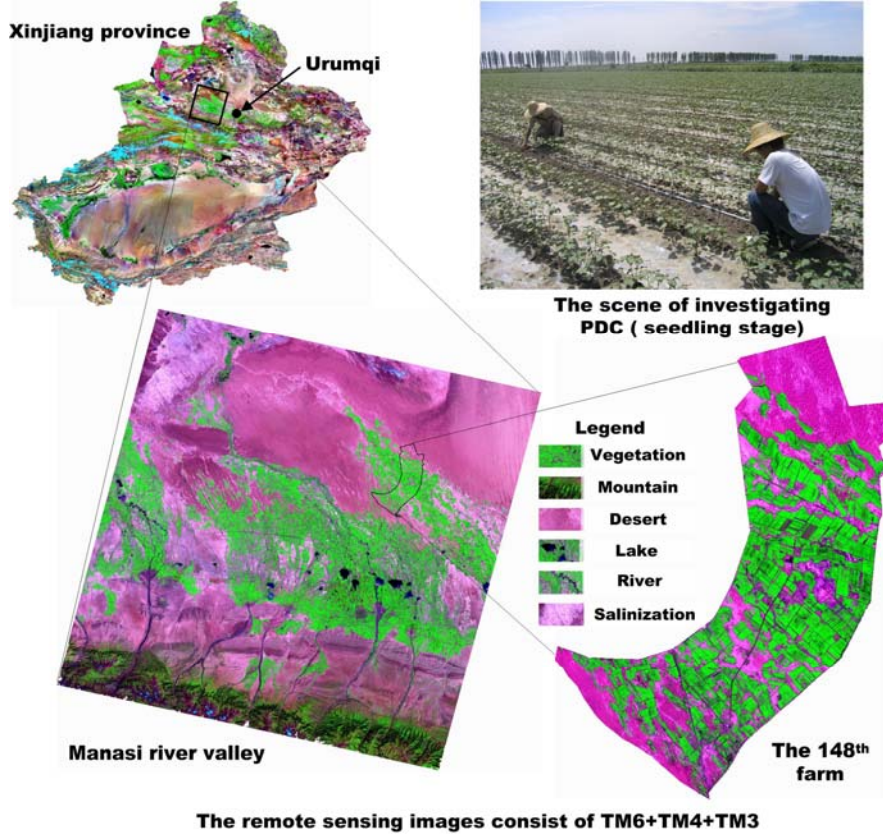 Xinjiang province
Urumqi
The scene of investigating
PDC ( seedling stage)
Legend
Vegetation
Mountain
Desert
Lake
River
Salinization
Manasi river valley
The 148th
farm
The remote sensing images consist of TM6+TM4+TM3